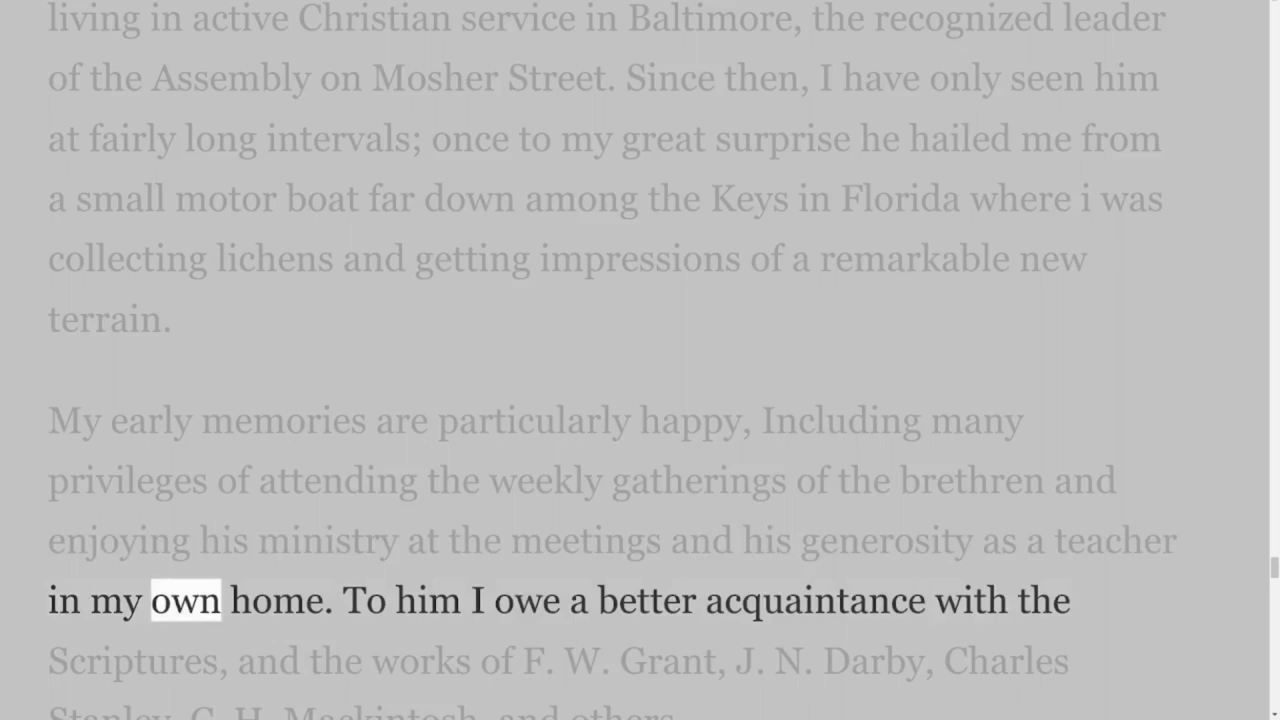 living in active Christian service in Baltimore, the recognized leader
of the Assembly on Mosher Street. Since then, I have only seen him
at fairly long intervals; once to my great surprise he hailed me from
a small motor boat far down among the Keys in Florida where i was
collecting lichens and getting impressions of a remarkable new
terrain.
My early memories are particularly happy, Including many
privileges of attending the weekly gatherings of the brethren and
enjoying his ministry at the meetings and his generosity as a teacher
in my own home. To him I owe a better acquaintance with the
Scriptures, and the works of F. W. Grant, J. N. Darby, Charles
Stanley, C. H. Mackintosh, and others.